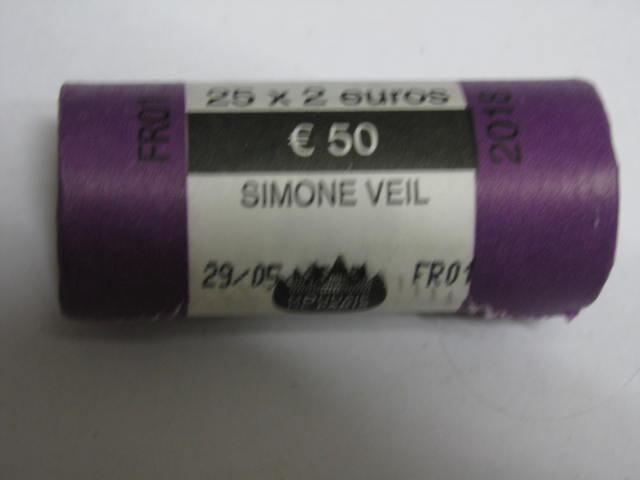 25 x 2 euros
€ 50
SIMONE VEIL
29/05
FR01
FR01
2018